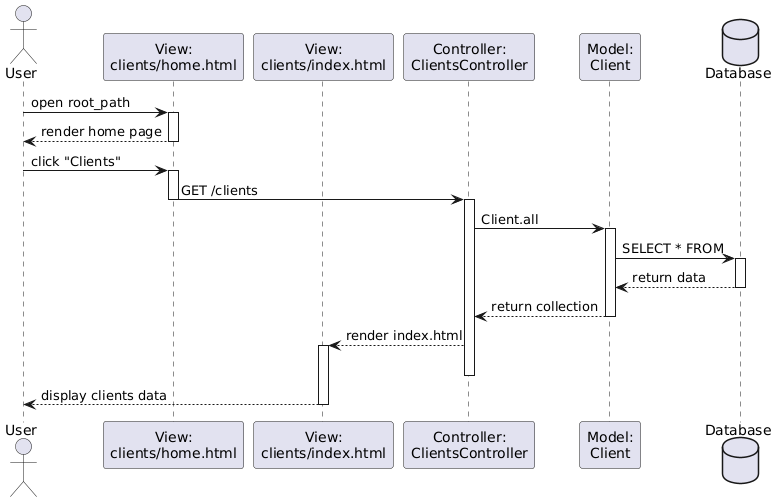 User
View:
clients/home.html
View:
clients/index.html
Controller:
ClientsController
Model:
Client
Database
open root_path
render home page
click "Clients"
GET /clients
Client.all
SELECT * FROM
return data
return collection
render index.html
display clients data
User
View:
clients/home.html
View:
clients/index.html
Controller:
ClientsController
Model:
Client
Database